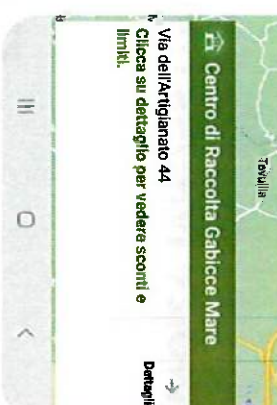 Tavullia
Centro di Raccolta Gabicce Mare
Via dell'Artigianato 44
Clicca su dettaglio per vedere sconti e
limiti.
Dettagli